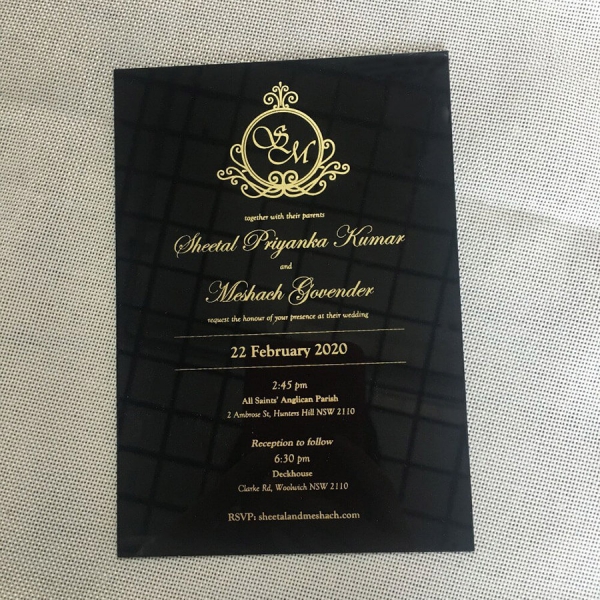 SM
together with their parents
Sheetal Priyanka Kumar
and
Meshach Govender
request the honour of your presence at their wedding
22 February 2020
2:45 pm
All Saints' Anglican Parish
2 Ambrose St, Hunters Hill NSW 2110
Reception to follow
6:30 pm
Deckhouse
Clarke Rd, Woolwich NSW 2110
RSVP: sheetalandmeshach.com